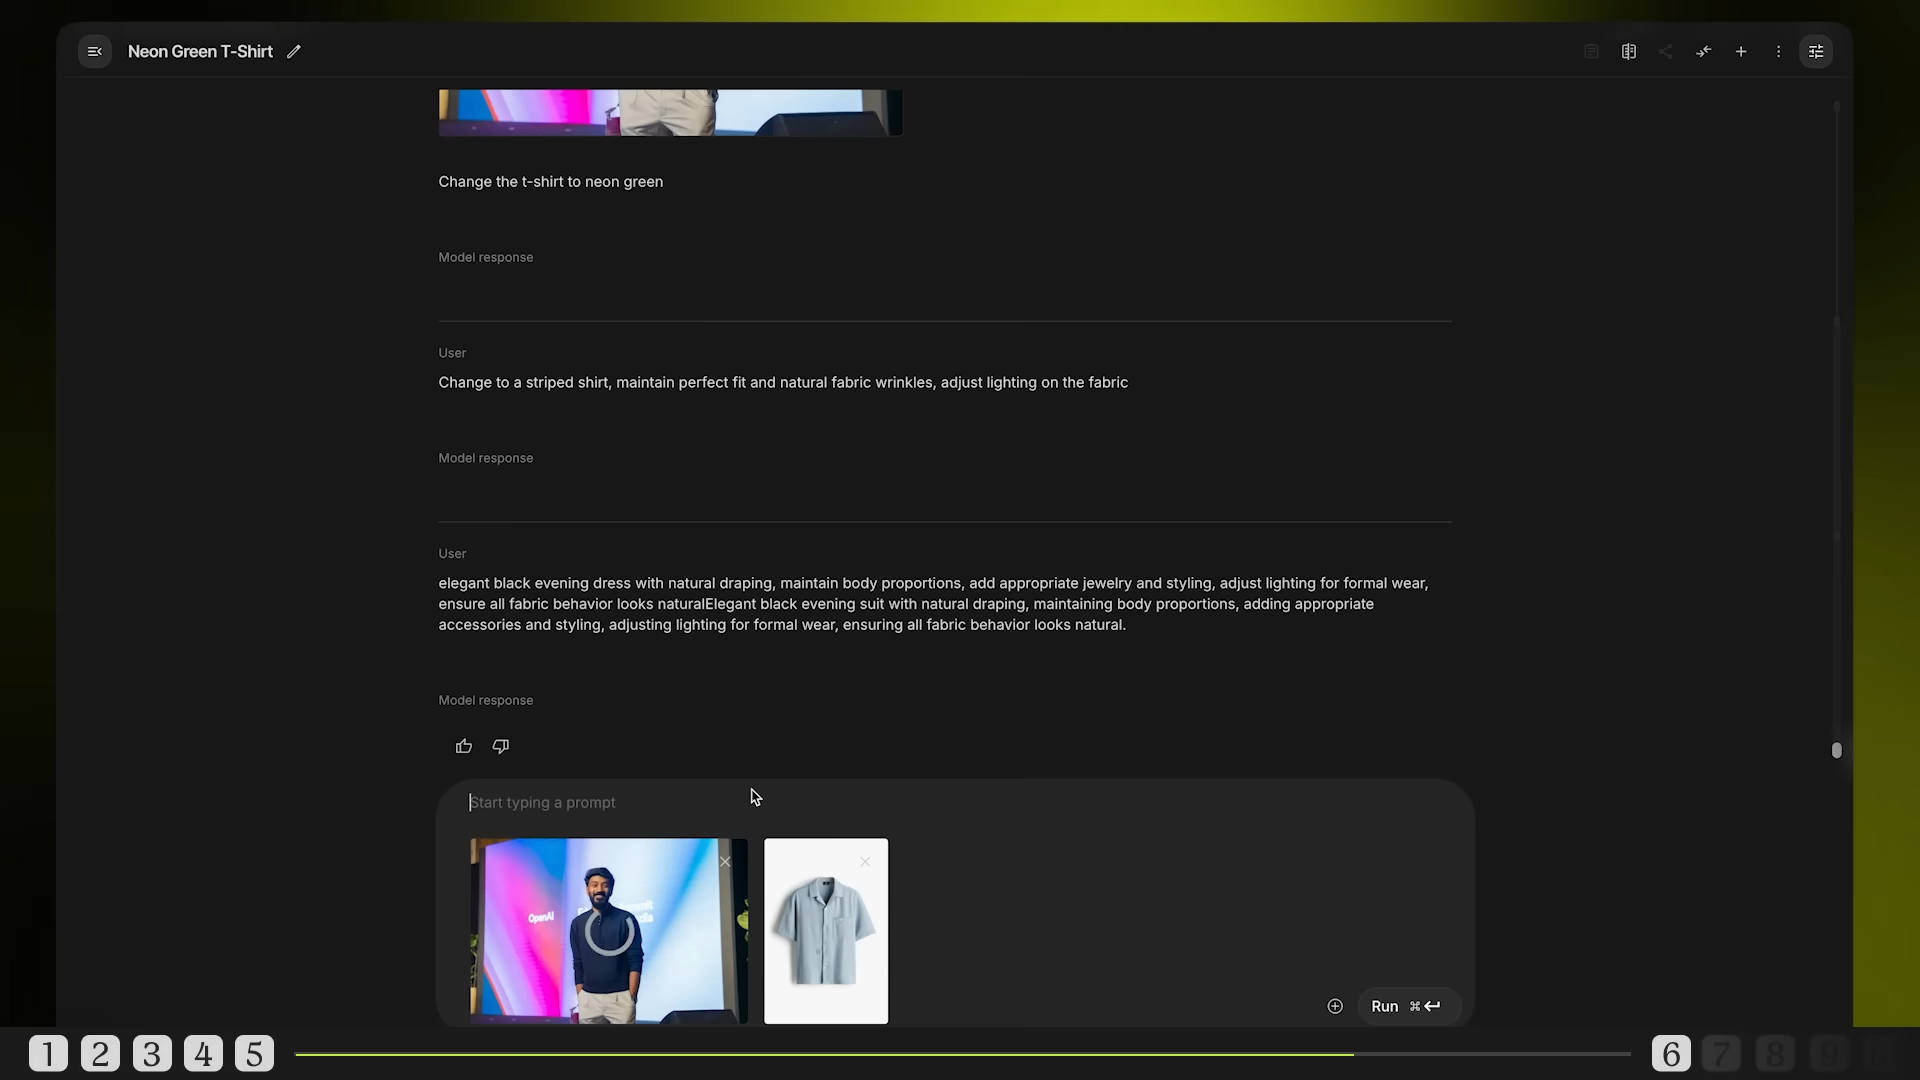 Neon Green T-Shirt
Change the t-shirt to neon green
Model response
User
Change to a striped shirt, maintain perfect fit and natural fabric wrinkles, adjust lighting on the fabric
Model response
User
elegant black evening dress with natural draping, maintain body proportions, add appropriate jewelry and styling, adjust lighting for formal wear,
ensure all fabric behavior looks naturalElegant black evening suit with natural draping, maintaining body proportions, adding appropriate
accessories and styling, adjusting lighting for formal wear, ensuring all fabric behavior looks natural.
Model response
Start typing a prompt
OpenAI
Run ⌘
1 2 3 4 5 6 7 8 9